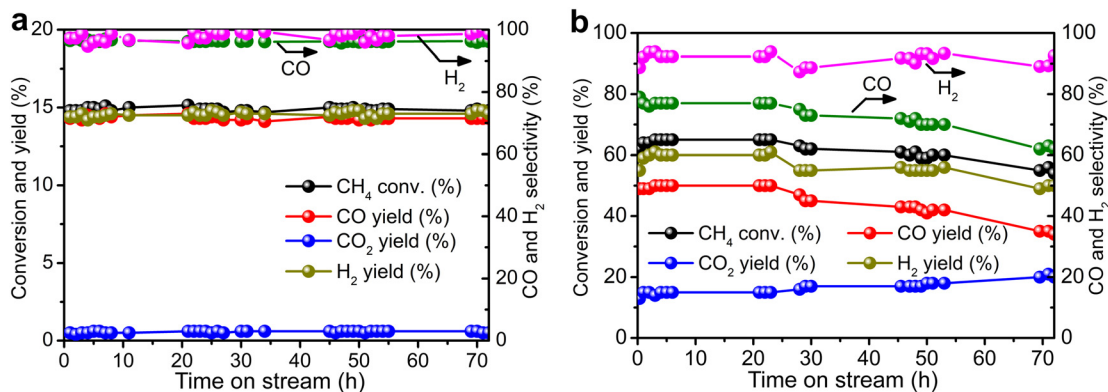 a
20
15
10
5
0
Conversion and yield (%)
100
80
60
40
20
0
CO and H2 selectivity (%)
CO
H2
CH4 conv. (%)
CO yield (%)
CO2 yield (%)
H2 yield (%)
0 10 20 30 40 50 60 70
Time on stream (h)
b
100
80
60
40
20
0
Conversion and yield (%)
100
80
60
40
20
0
CO and H2 selectivity (%)
CO
H2
CH4 conv. (%) CO yield (%)
CO2 yield (%) H2 yield (%)
0 10 20 30 40 50 60 70
Time on stream (h)